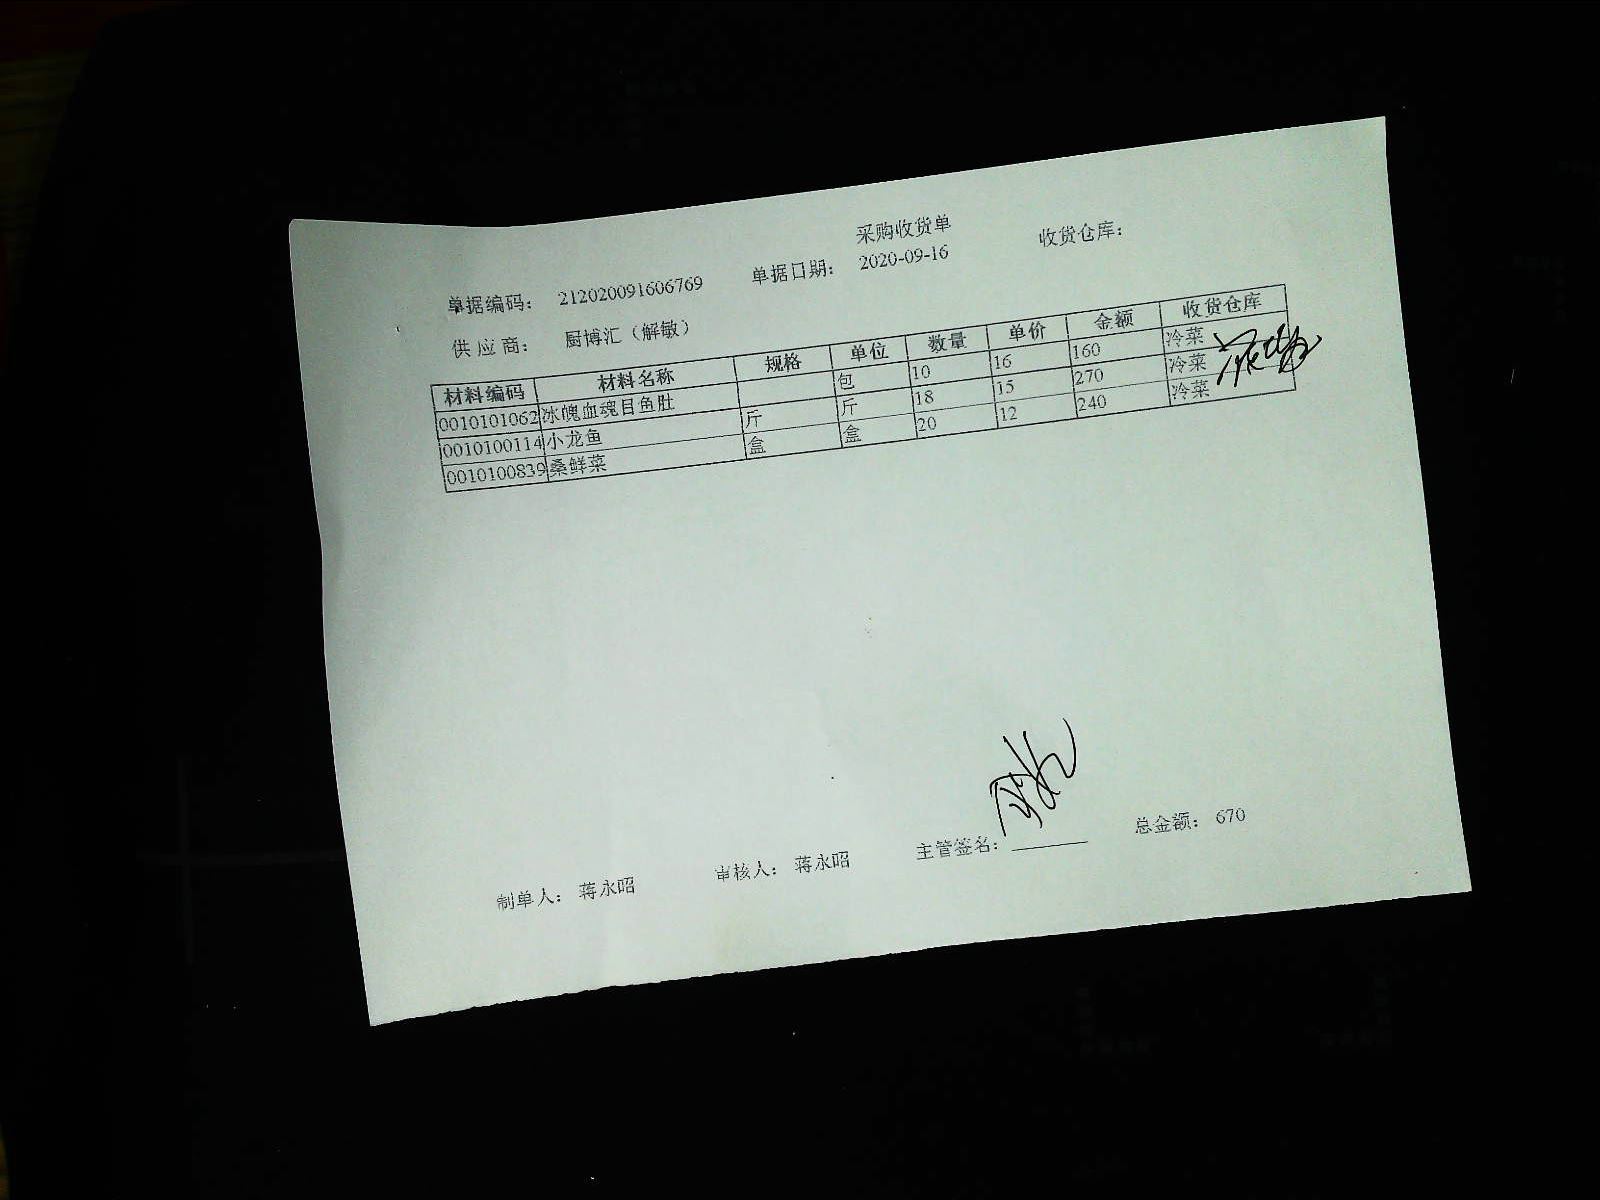 采购收货单
单据编码： 212020091606769 单据日期： 2020-09-16 收货仓库：
供应商： 厨博汇（解敏）
材料编码 材料名称 规格 单位 数量 单价 金额 收货仓库
0010101062 冰魄血魂目鱼肚 包 10 16 160 冷菜
0010100114 小龙鱼 斤 斤 18 15 270 冷菜
0010100839 桑鲜菜 盒 盒 20 12 240 冷菜
制单人： 蒋永昭 审核人： 蒋永昭 主管签名： 总金额： 670